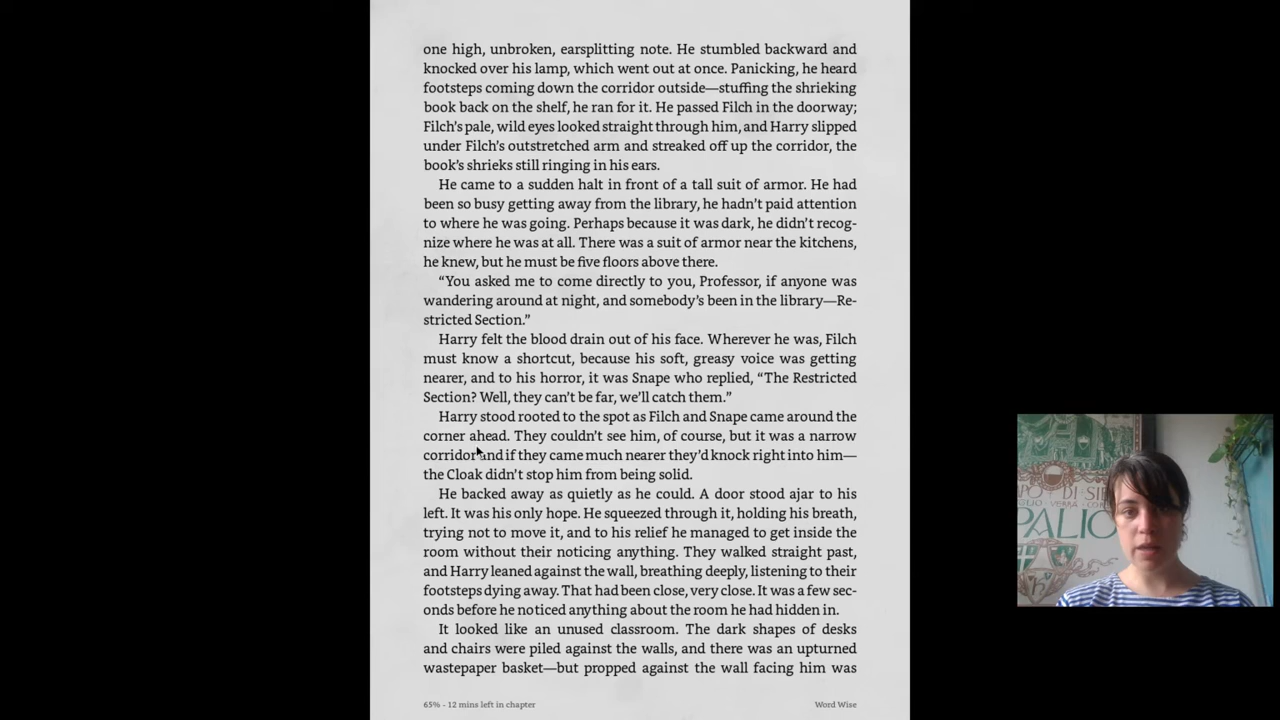 one high, unbroken, earsplitting note. He stumbled backward and
knocked over his lamp, which went out at once. Panicking, he heard
footsteps coming down the corridor outside—stuffing the shrieking
book back on the shelf, he ran for it. He passed Filch in the doorway;
Filch's pale, wild eyes looked straight through him, and Harry slipped
under Filch's outstretched arm and streaked off up the corridor, the
book's shrieks still ringing in his ears.
He came to a sudden halt in front of a tall suit of armor. He had
been so busy getting away from the library, he hadn't paid attention
to where he was going. Perhaps because it was dark, he didn't recog-
nize where he was at all. There was a suit of armor near the kitchens,
he knew, but he must be five floors above there.
“You asked me to come directly to you, Professor, if anyone was
wandering around at night, and somebody's been in the library—Re-
stricted Section.”
Harry felt the blood drain out of his face. Wherever he was, Filch
must know a shortcut, because his soft, greasy voice was getting
nearer, and to his horror, it was Snape who replied, “The Restricted
Section? Well, they can't be far, we'll catch them.”
Harry stood rooted to the spot as Filch and Snape came around the
corner ahead. They couldn't see him, of course, but it was a narrow
corridor and if they came much nearer they'd knock right into him—
the Cloak didn't stop him from being solid.
He backed away as quietly as he could. A door stood ajar to his
left. It was his only hope. He squeezed through it, holding his breath,
trying not to move it, and to his relief he managed to get inside the
room without their noticing anything. They walked straight past,
and Harry leaned against the wall, breathing deeply, listening to their
footsteps dying away. That had been close, very close. It was a few sec-
onds before he noticed anything about the room he had hidden in.
It looked like an unused classroom. The dark shapes of desks
and chairs were piled against the walls, and there was an upturned
wastepaper basket—but propped against the wall facing him was
65% - 12 mins left in chapter
Word Wise
PALIO